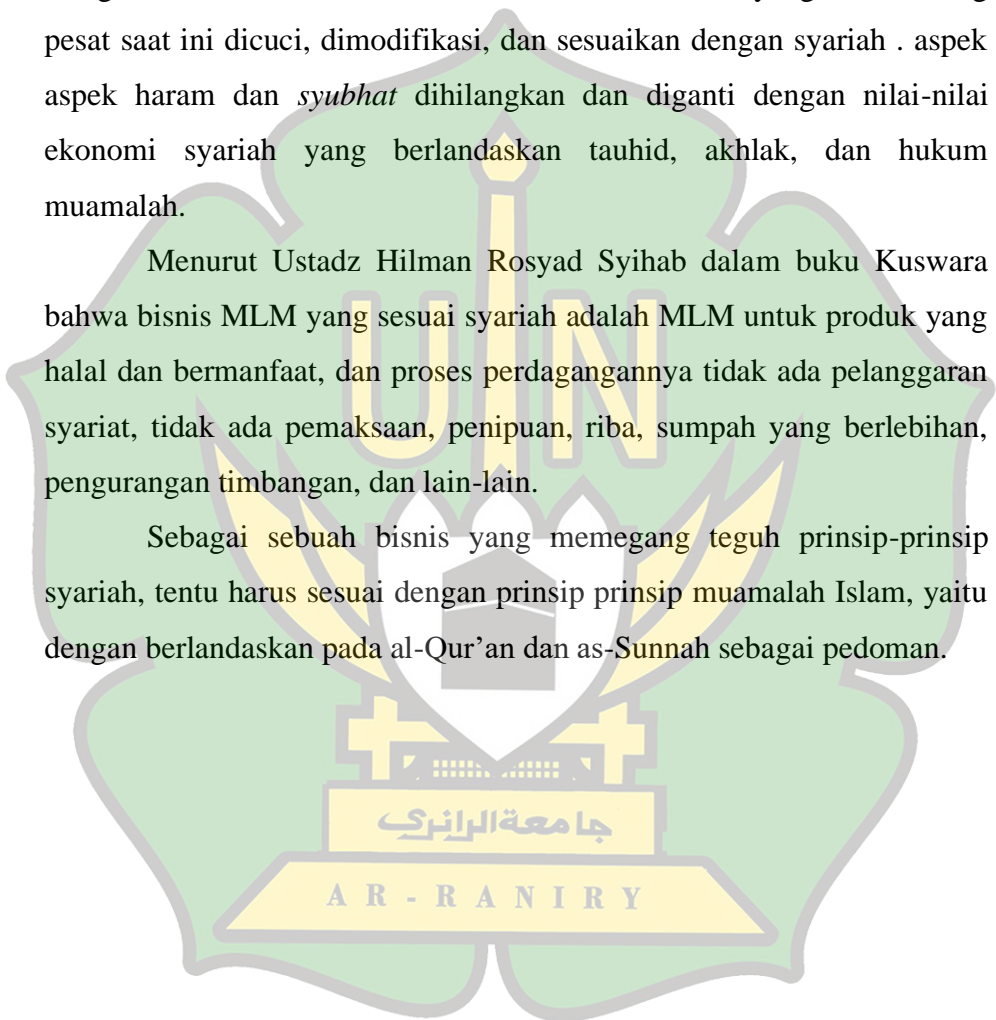 pesat saat ini dicuci, dimodifikasi, dan sesuaikan dengan syariah . aspek
aspek haram dan syubhat dihilangkan dan diganti dengan nilai-nilai
ekonomi syariah yang berlandaskan tauhid, akhlak, dan hukum
muamalah.
Menurut Ustadz Hilman Rosyad Syihab dalam buku Kuswara
bahwa bisnis MLM yang sesuai syariah adalah MLM untuk produk yang
halal dan bermanfaat, dan proses perdagangannya tidak ada pelanggaran
syariat, tidak ada pemaksaan, penipuan, riba, sumpah yang berlebihan,
pengurangan timbangan, dan lain-lain.
Sebagai sebuah bisnis yang memegang teguh prinsip-prinsip
syariah, tentu harus sesuai dengan prinsip prinsip muamalah Islam, yaitu
dengan berlandaskan pada al-Qur’an dan as-Sunnah sebagai pedoman.
UIN
جامعة الرانري
AR-RANIRY